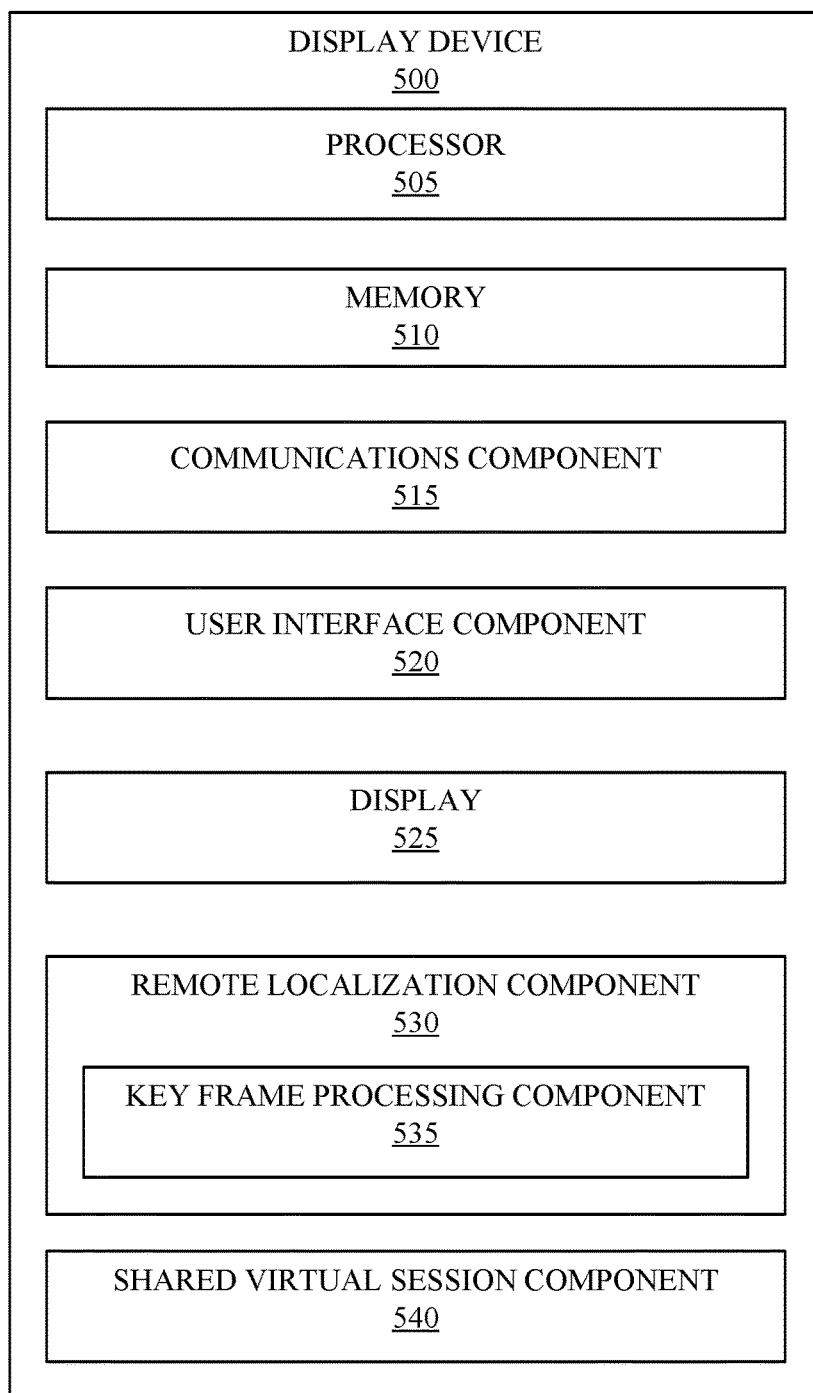 DISPLAY DEVICE
500
PROCESSOR
505
MEMORY
510
COMMUNICATIONS COMPONENT
515
USER INTERFACE COMPONENT
520
DISPLAY
525
REMOTE LOCALIZATION COMPONENT
530
KEY FRAME PROCESSING COMPONENT
535
SHARED VIRTUAL SESSION COMPONENT
540